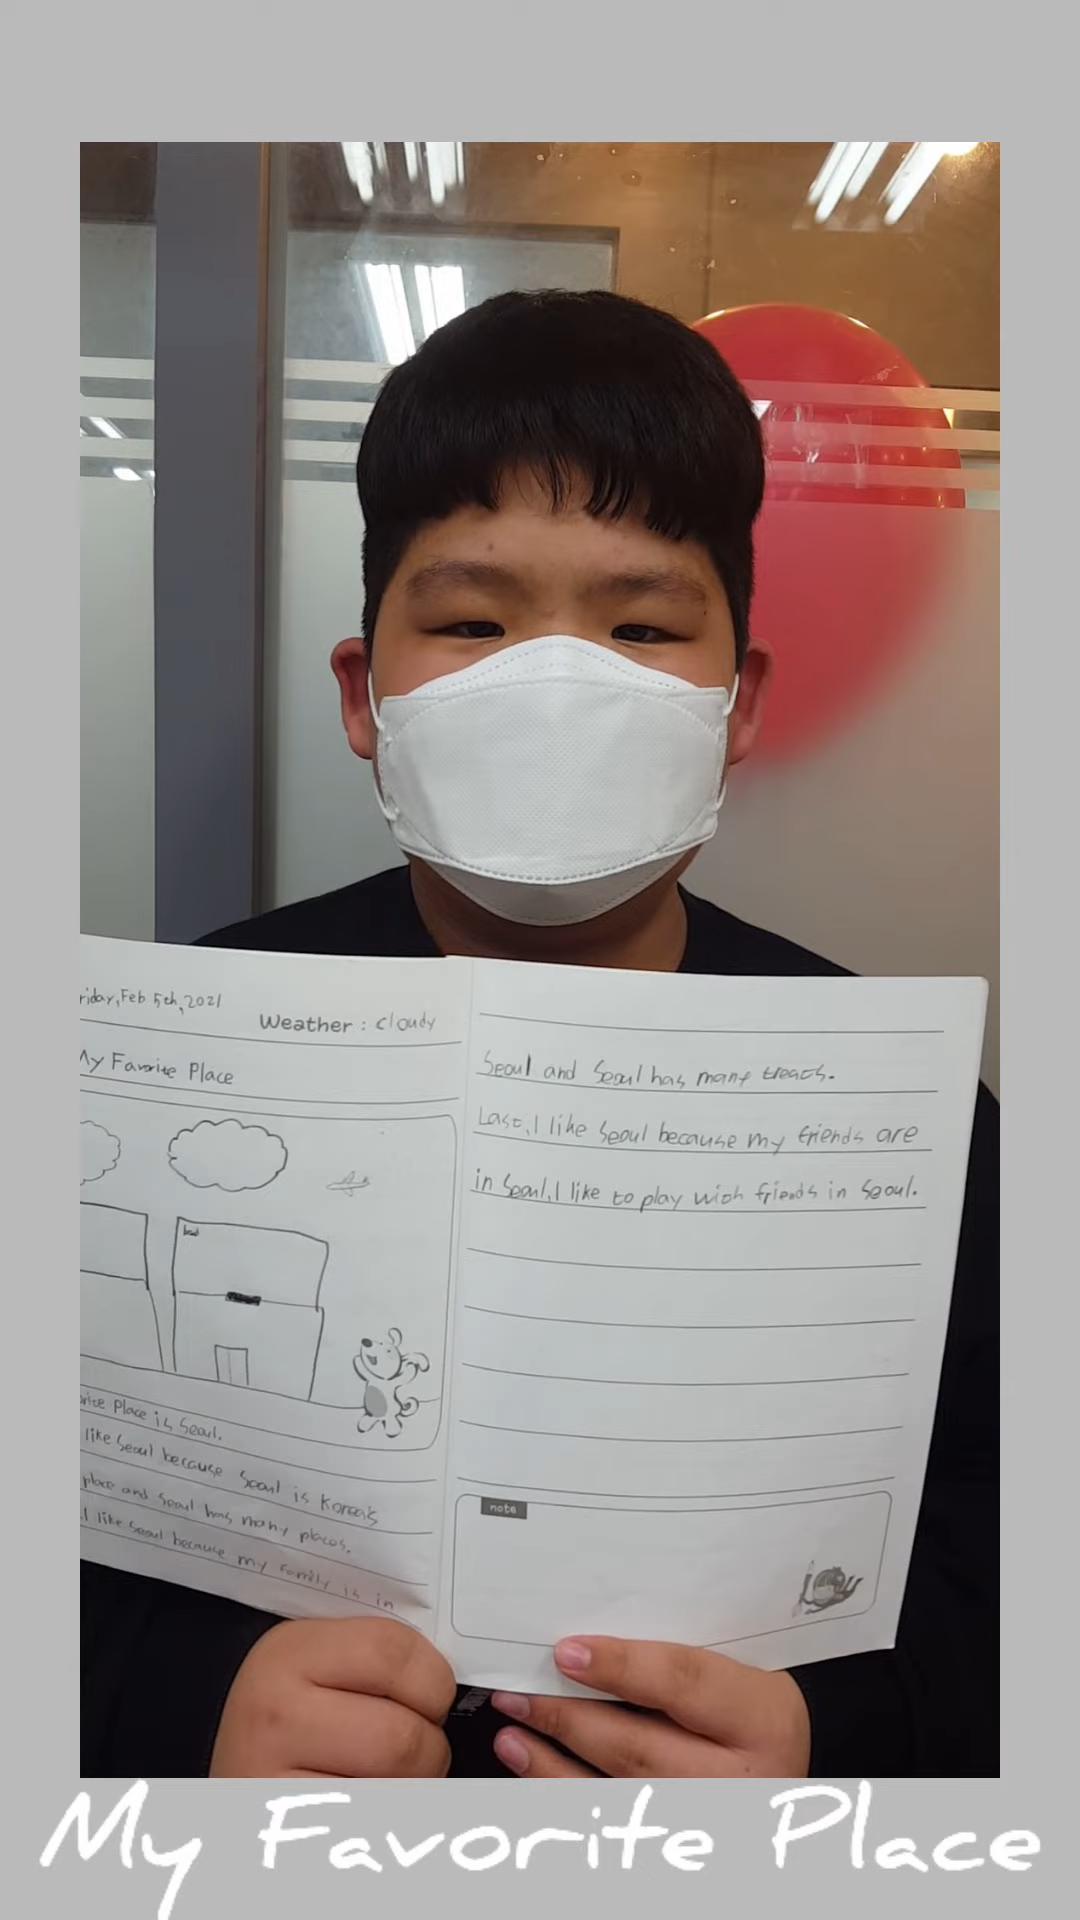 riday, Feb 5th, 2021
Weather : cloudy
My Favorite Place
rite Place is Seoul.
like Seoul because Seoul is Korea's
place and Seoul has many places.
I like Seoul because my family is in
Seoul and Seoul has many treats.
Last, I like Seoul because my friends are
in Seoul. I like to play with friends in Seoul.
note
My Favorite Place